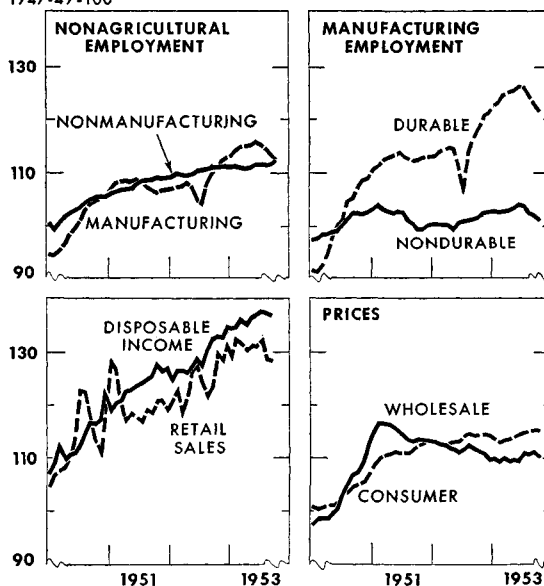 1947-49=100
NONAGRICULTURAL
EMPLOYMENT
130
NONMANUFACTURING
110
MANUFACTURING
90
MANUFACTURING
EMPLOYMENT
DURABLE
NONDURABLE
DISPOSABLE
INCOME
130
RETAIL
SALES
110
90
1951
1953
PRICES
WHOLESALE
CONSUMER
1951
1953